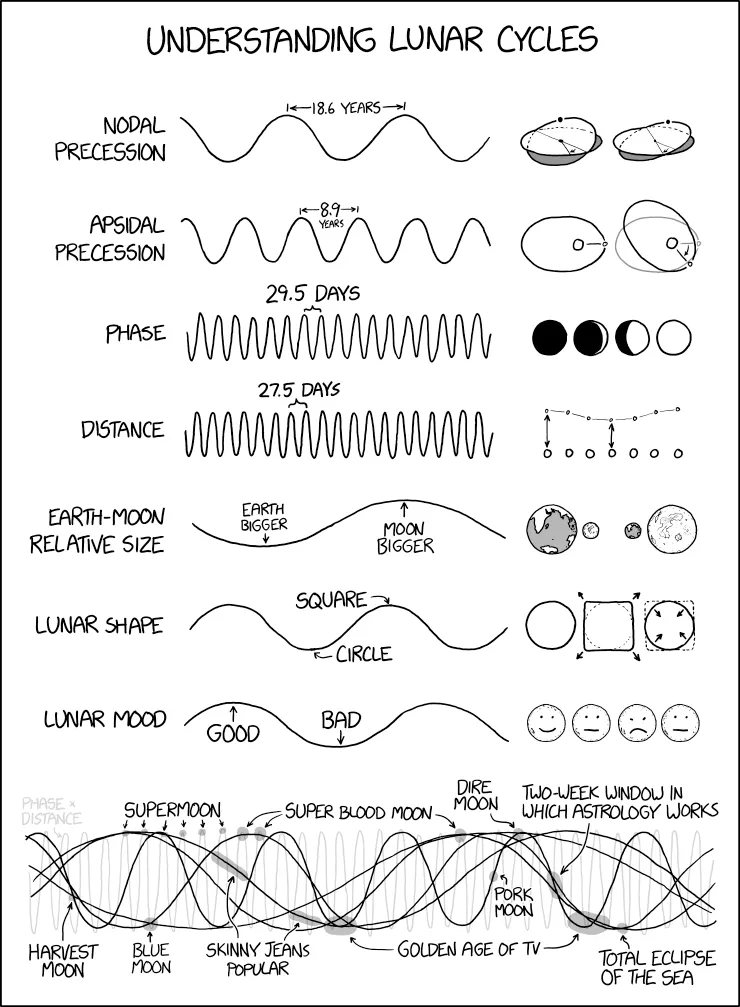 UNDERSTANDING LUNAR CYCLES
NODAL
PRECESSION
18.6 YEARS
APSIDAL
PRECESSION
8.9
YEARS
PHASE
29.5 DAYS
DISTANCE
27.5 DAYS
EARTH-MOON
RELATIVE SIZE
EARTH
BIGGER
MOON
BIGGER
LUNAR SHAPE
SQUARE
CIRCLE
LUNAR MOOD
GOOD
BAD
PHASE ×
DISTANCE
SUPERMOON
SUPER BLOOD MOON
DIRE
MOON
TWO-WEEK WINDOW IN
WHICH ASTROLOGY WORKS
PORK
MOON
HARVEST
MOON
BLUE
MOON
SKINNY JEANS
POPULAR
GOLDEN AGE OF TV
TOTAL ECLIPSE
OF THE SEA